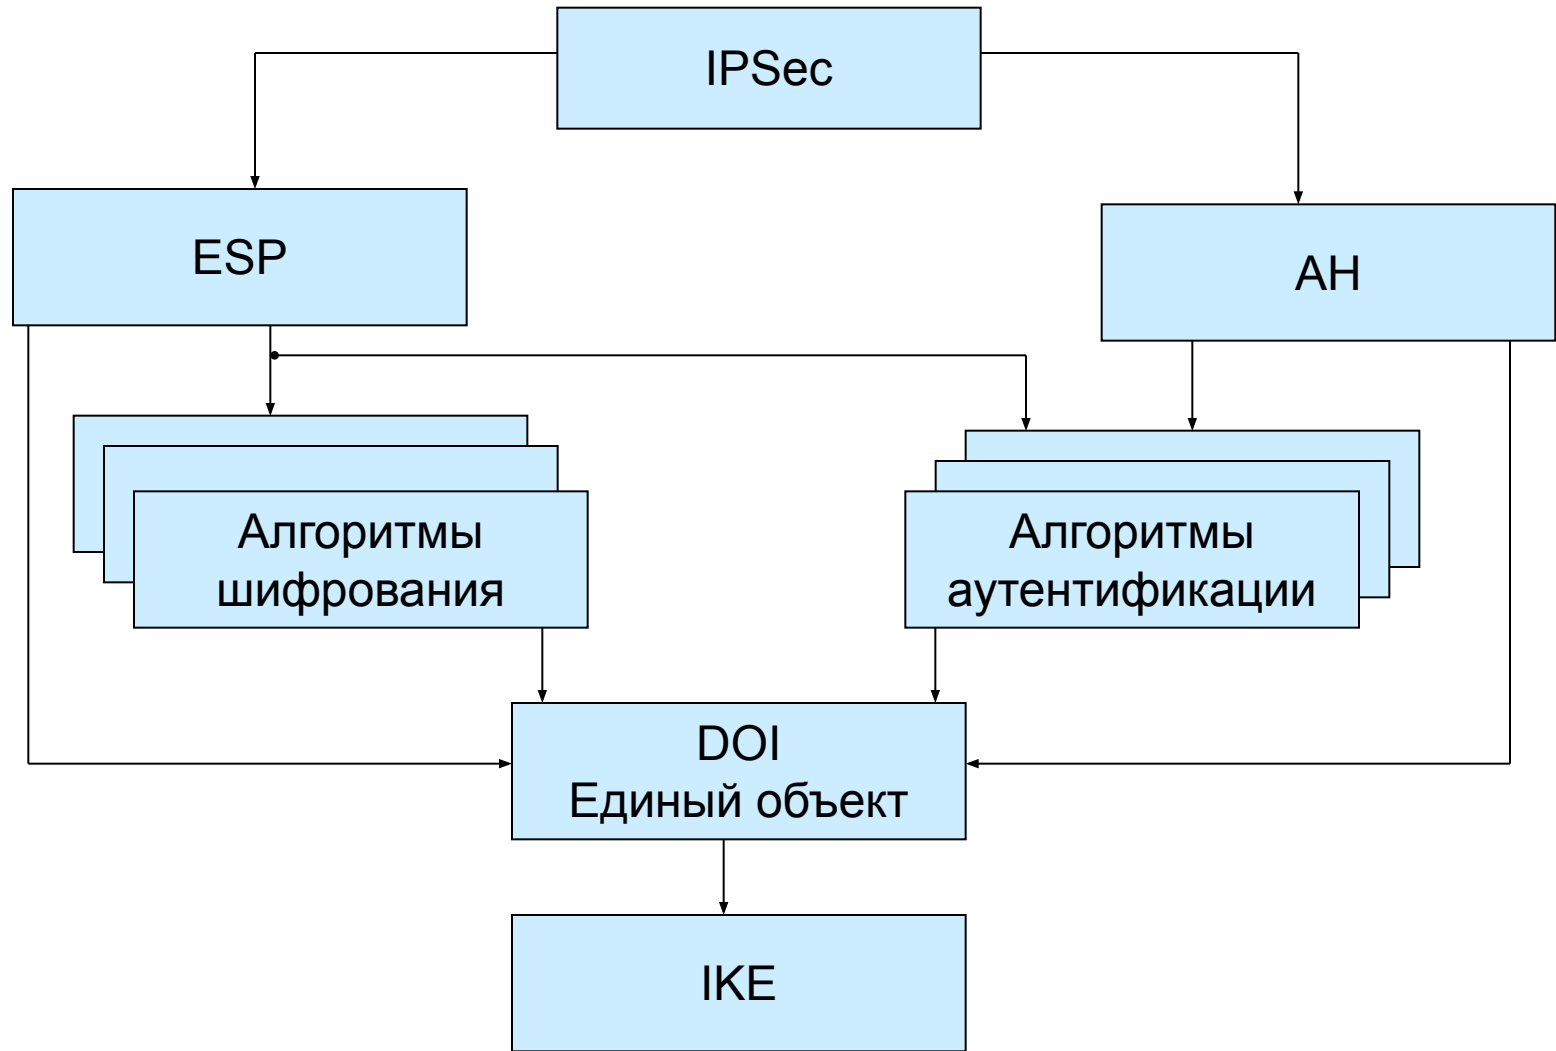 IPSec
ESP
AH
Алгоритмы
шифрования
Алгоритмы
аутентификации
DOI
Единый объект
IKE